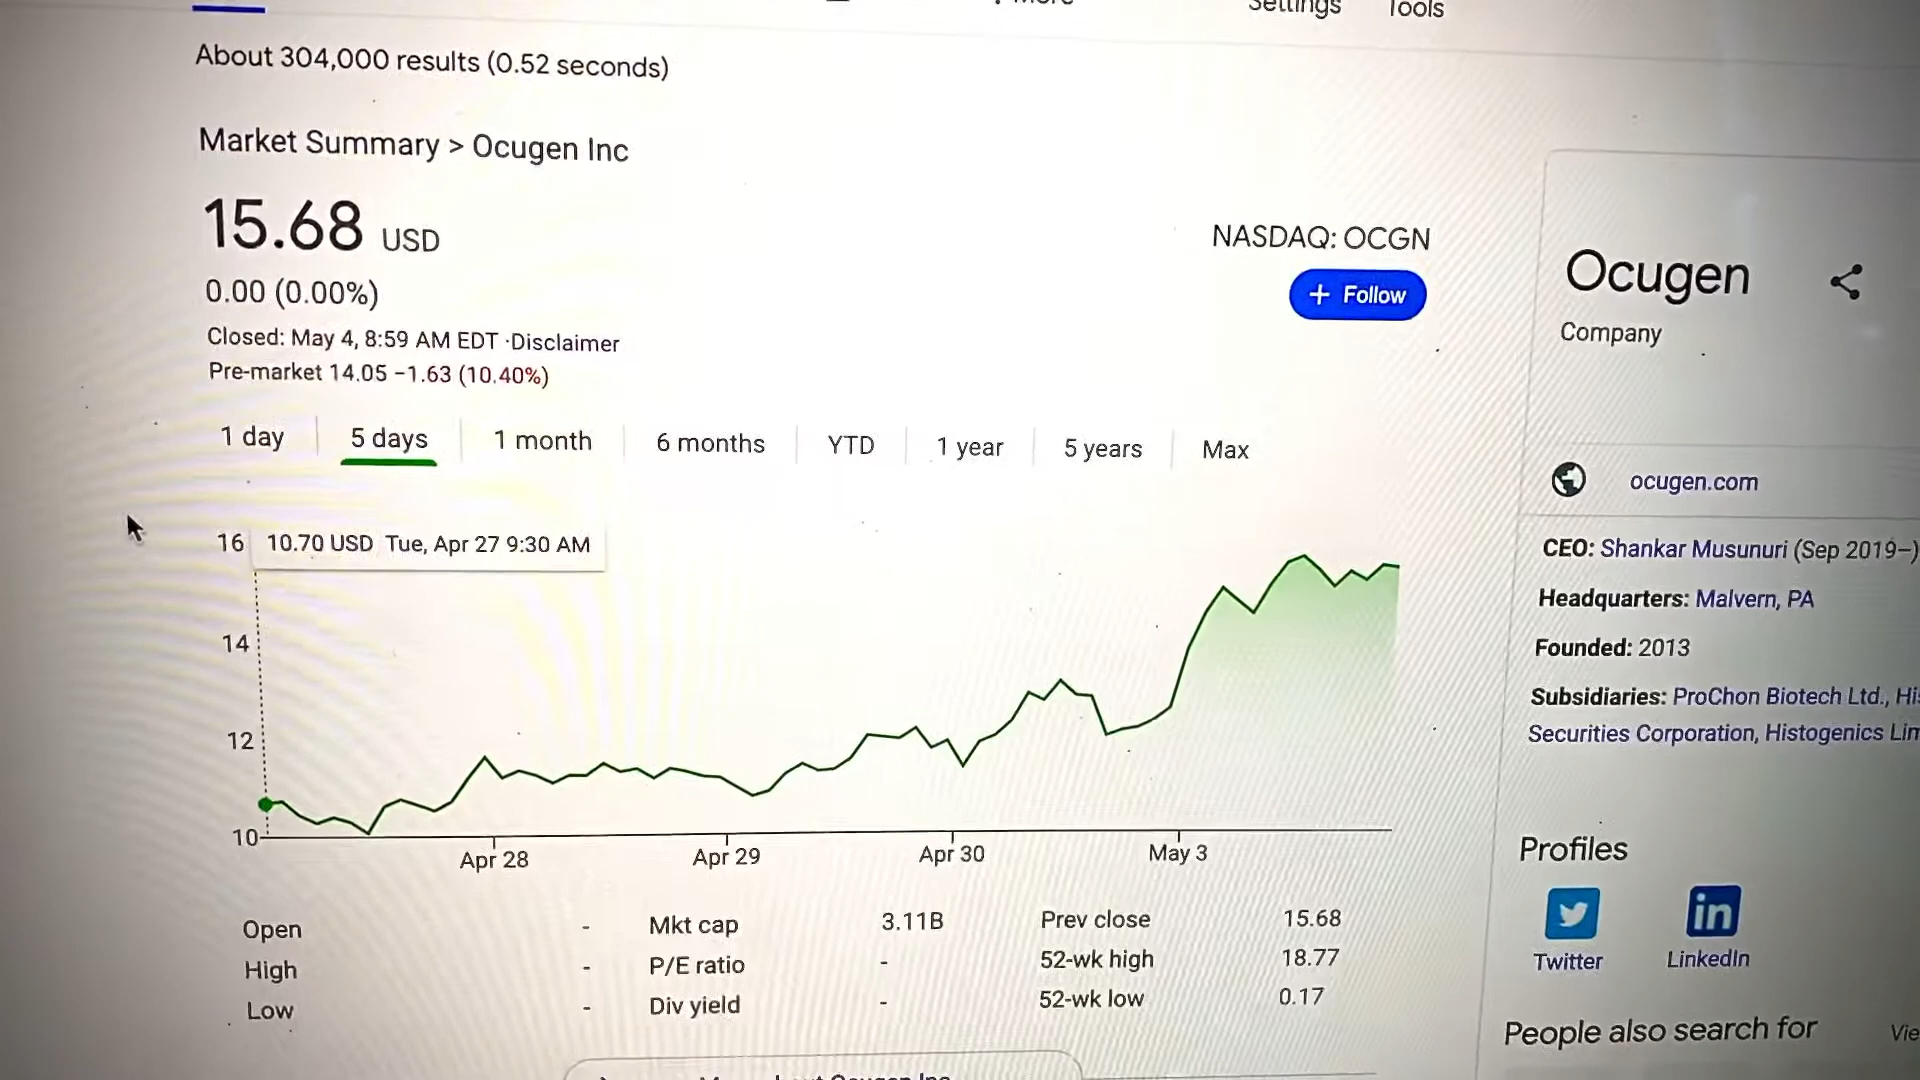 Settings
Tools
About 304,000 results (0.52 seconds)
Market Summary > Ocugen Inc
15.68 USD
0.00 (0.00%)
Closed: May 4, 8:59 AM EDT ·Disclaimer
Pre-market 14.05 −1.63 (10.40%)
NASDAQ: OCGN
+ Follow
1 day
5 days
1 month
6 months
YTD
1 year
5 years
Max
10.70 USD Tue, Apr 27 9:30 AM
16
14
12
10
Apr 28
Apr 29
Apr 30
May 3
Open -
High -
Low -
Mkt cap 3.11B
P/E ratio -
Div yield -
Prev close 15.68
52-wk high 18.77
52-wk low 0.17
Ocugen
Company
ocugen.com
CEO: Shankar Musunuri (Sep 2019–)
Headquarters: Malvern, PA
Founded: 2013
Subsidiaries: ProChon Biotech Ltd.,
Securities Corporation, Histogenics
Profiles
Twitter
in
LinkedIn
People also search for